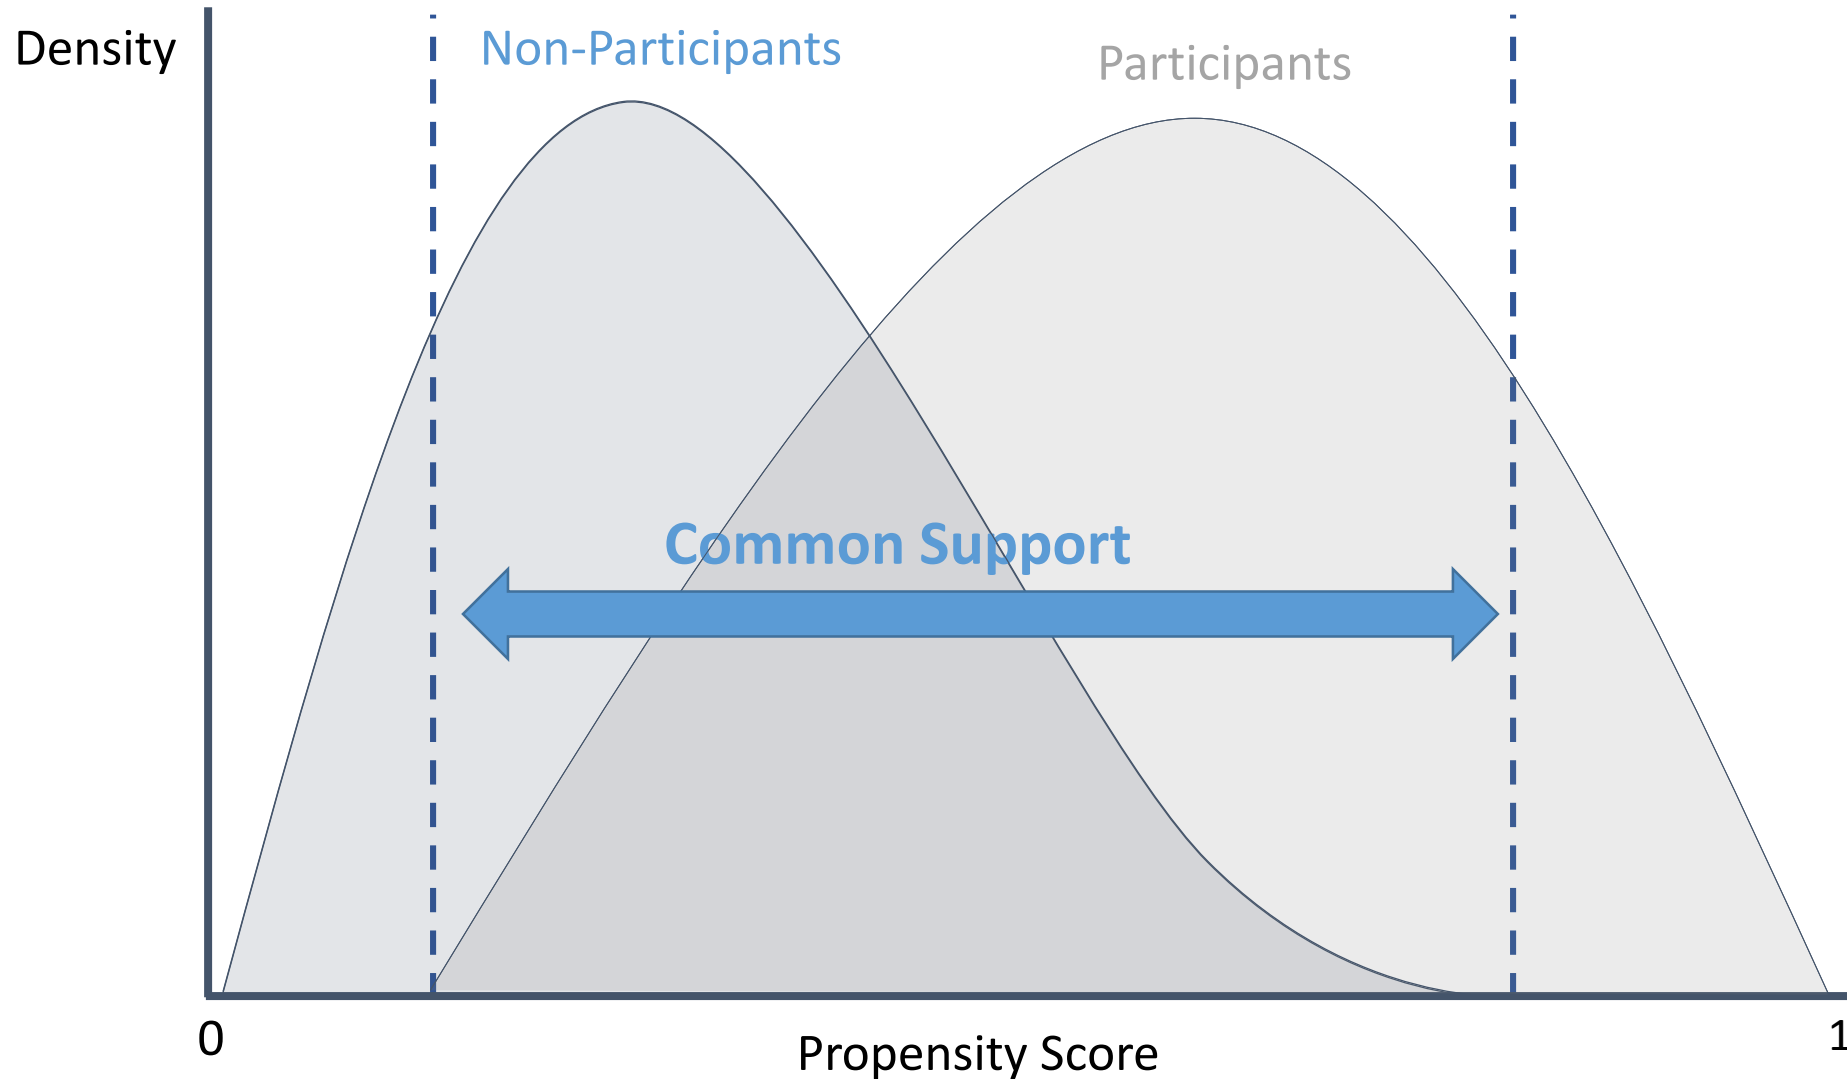 Density
Non-Participants
Participants
Common Support
0
Propensity Score
1